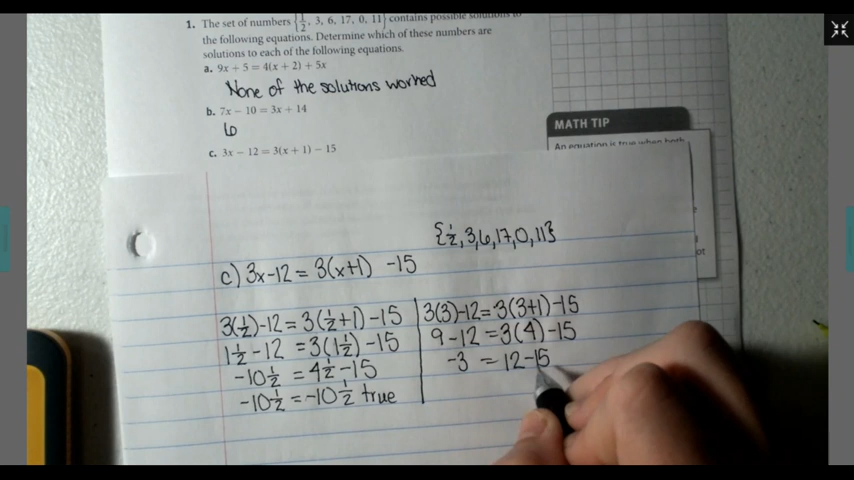 1. The set of numbers {1/2, 3, 6, 17, 0, 11} contains possible solutions to
the following equations. Determine which of these numbers are
solutions to each of the following equations.
a. 9x + 5 = 4(x + 2) + 5x
None of the solutions worked
b. 7x − 10 = 3x + 14
6
c. 3x − 12 = 3(x + 1) − 15
MATH TIP
An equation is true when both
ot
{1/2, 3, 6, 17, 0, 11}
c) 3x-12 = 3(x+1) -15
3(1/2)-12 = 3(1/2+1)-15
1 1/2 -12 = 3(1 1/2)-15
-10 1/2 = 4 1/2 -15
-10 1/2 = -10 1/2 true
3(3)-12 = 3(3+1)-15
9-12 = 3(4)-15
-3 = 12-15